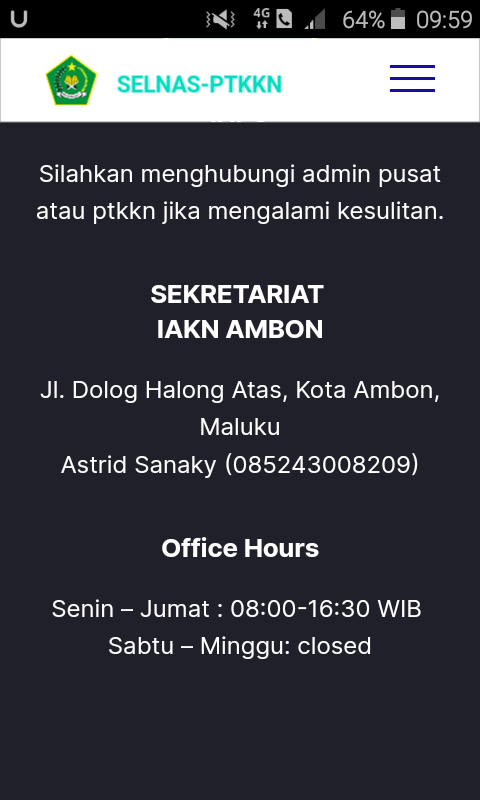 U 4G 64% 09:59
SELNAS-PTKKN
Silahkan menghubungi admin pusat
atau ptkkn jika mengalami kesulitan.
SEKRETARIAT
IAKN AMBON
Jl. Dolog Halong Atas, Kota Ambon,
Maluku
Astrid Sanaky (085243008209)
Office Hours
Senin – Jumat : 08:00-16:30 WIB
Sabtu – Minggu: closed